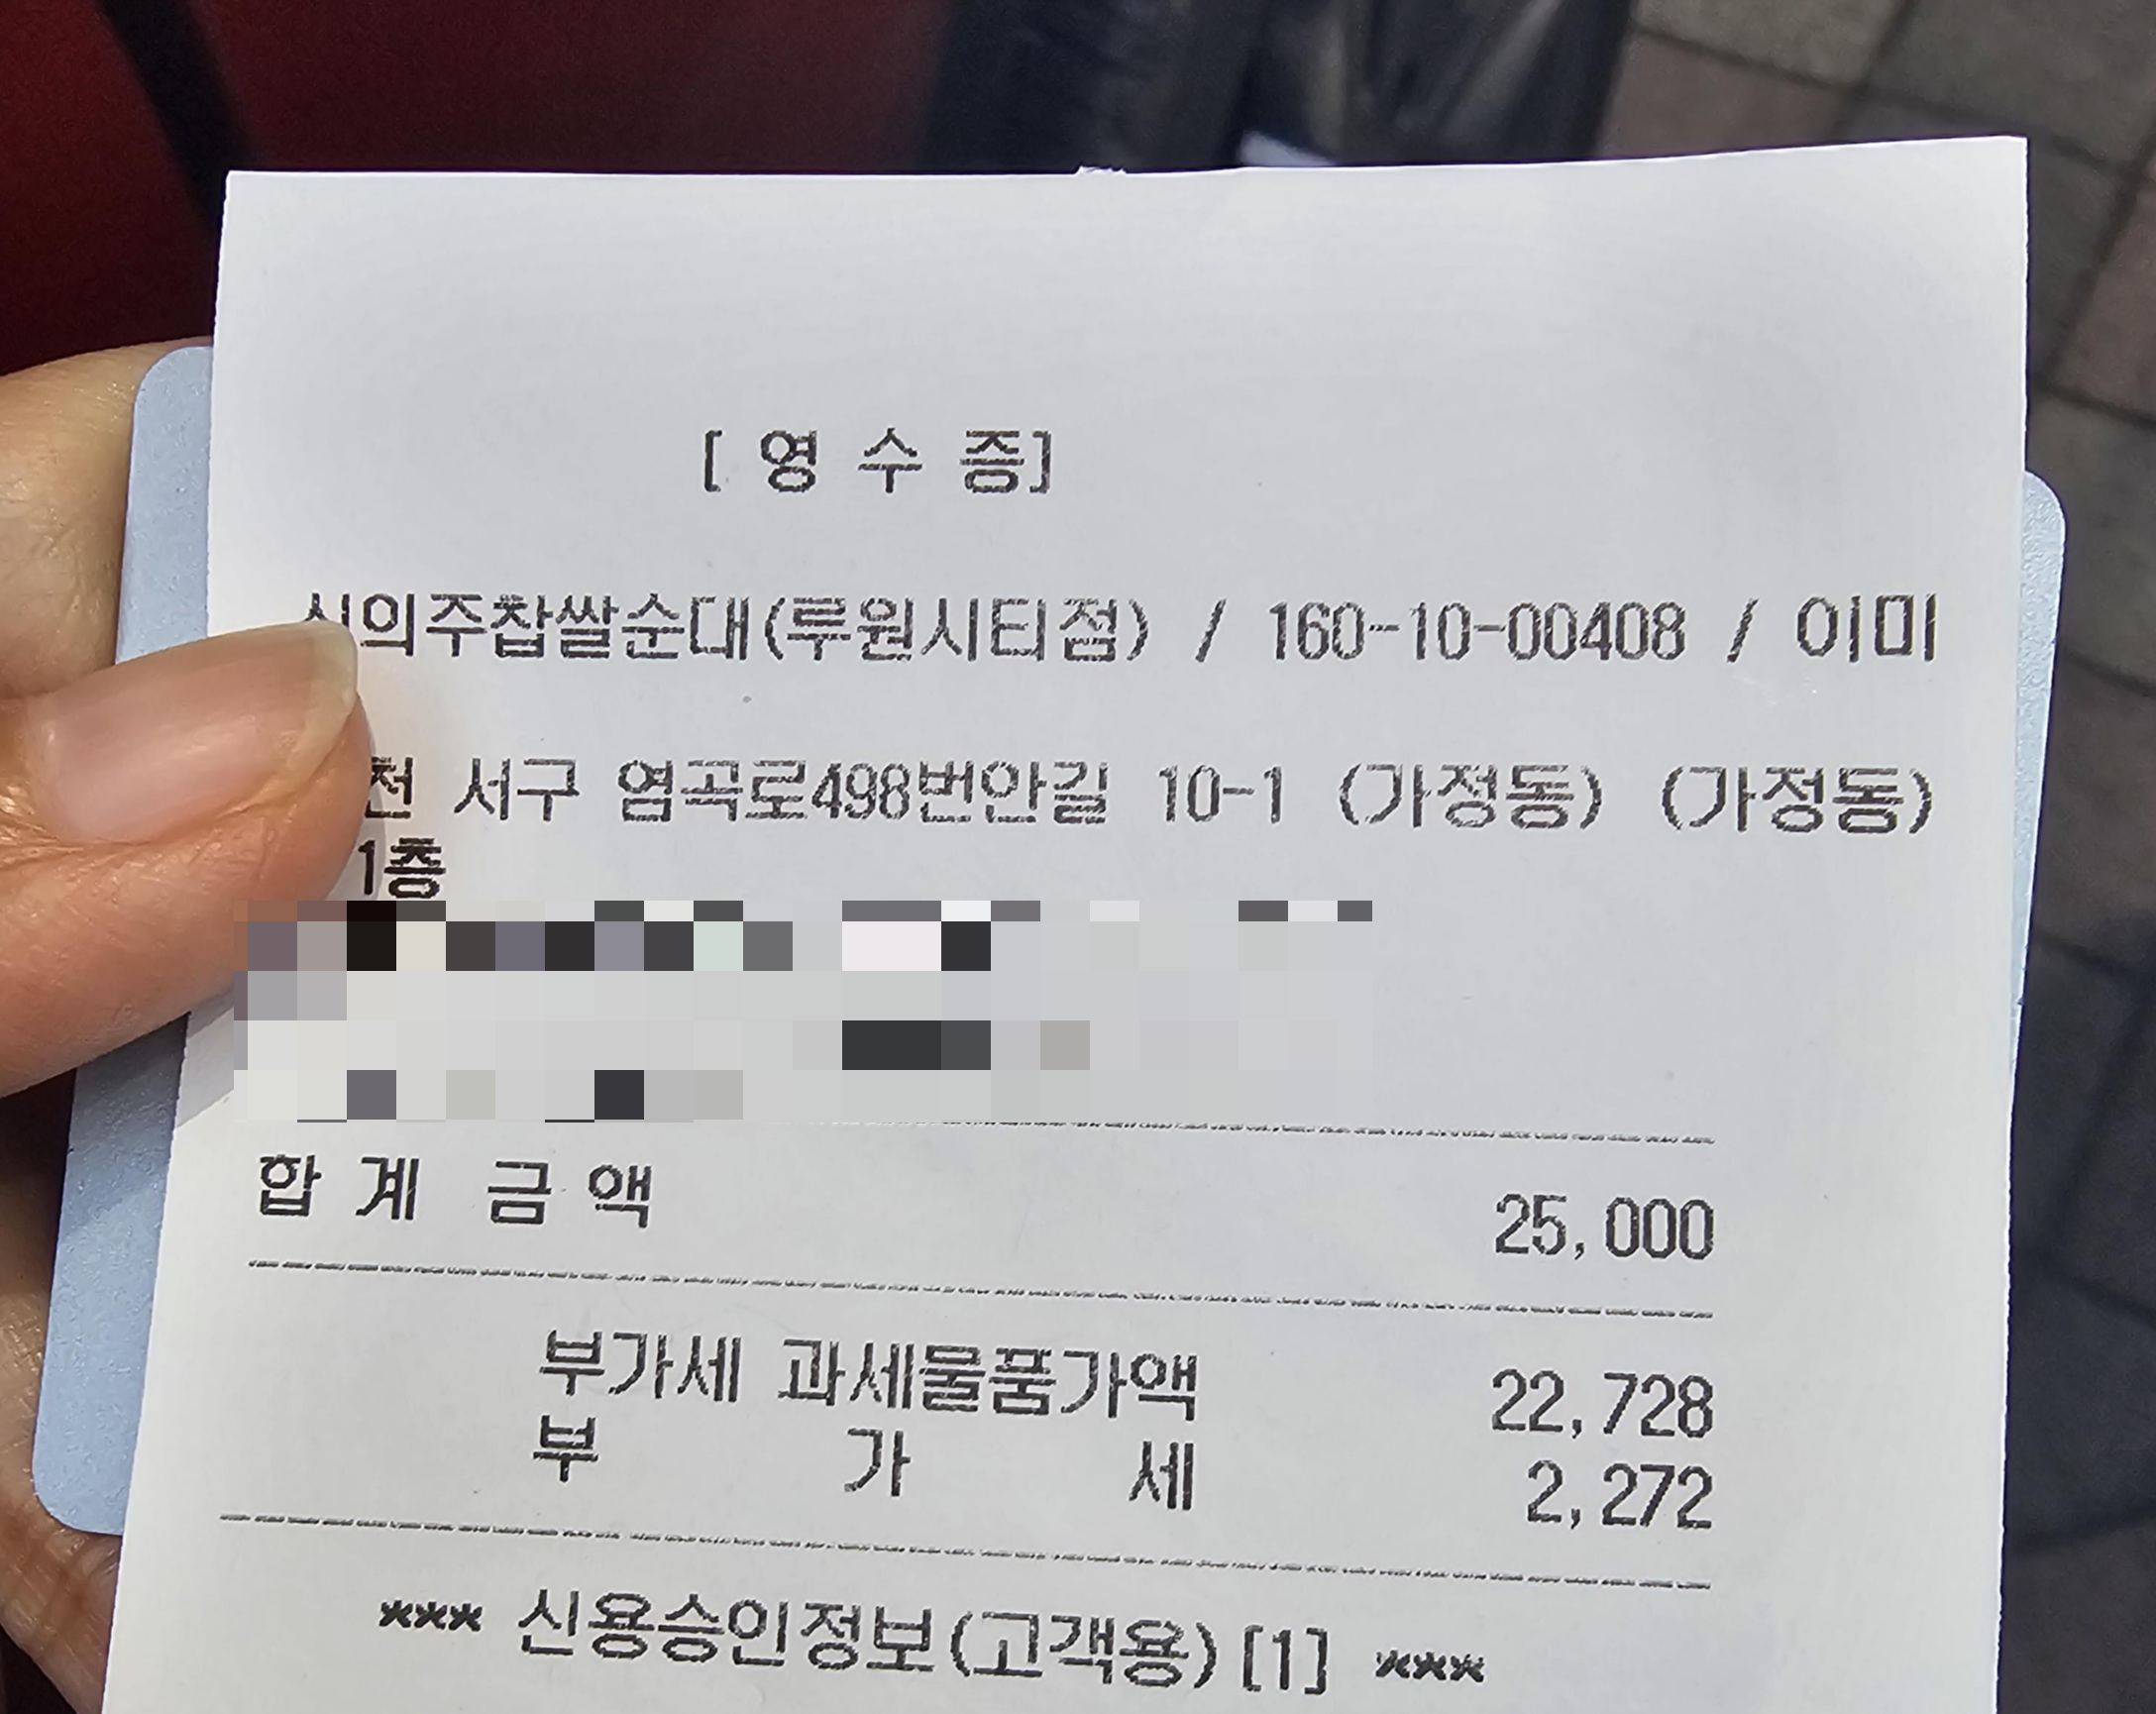 [ 영 수 증]
신의주찹쌀순대(루원시티점) / 160-10-00408 / 이미
천 서구 염곡로498번안길 10-1 (가정동) (가정동)
1층
합 계 금 액 25,000
부가세 과세물품가액 22,728
부 가 세 2,272
*** 신용승인정보(고객용)[1] ***